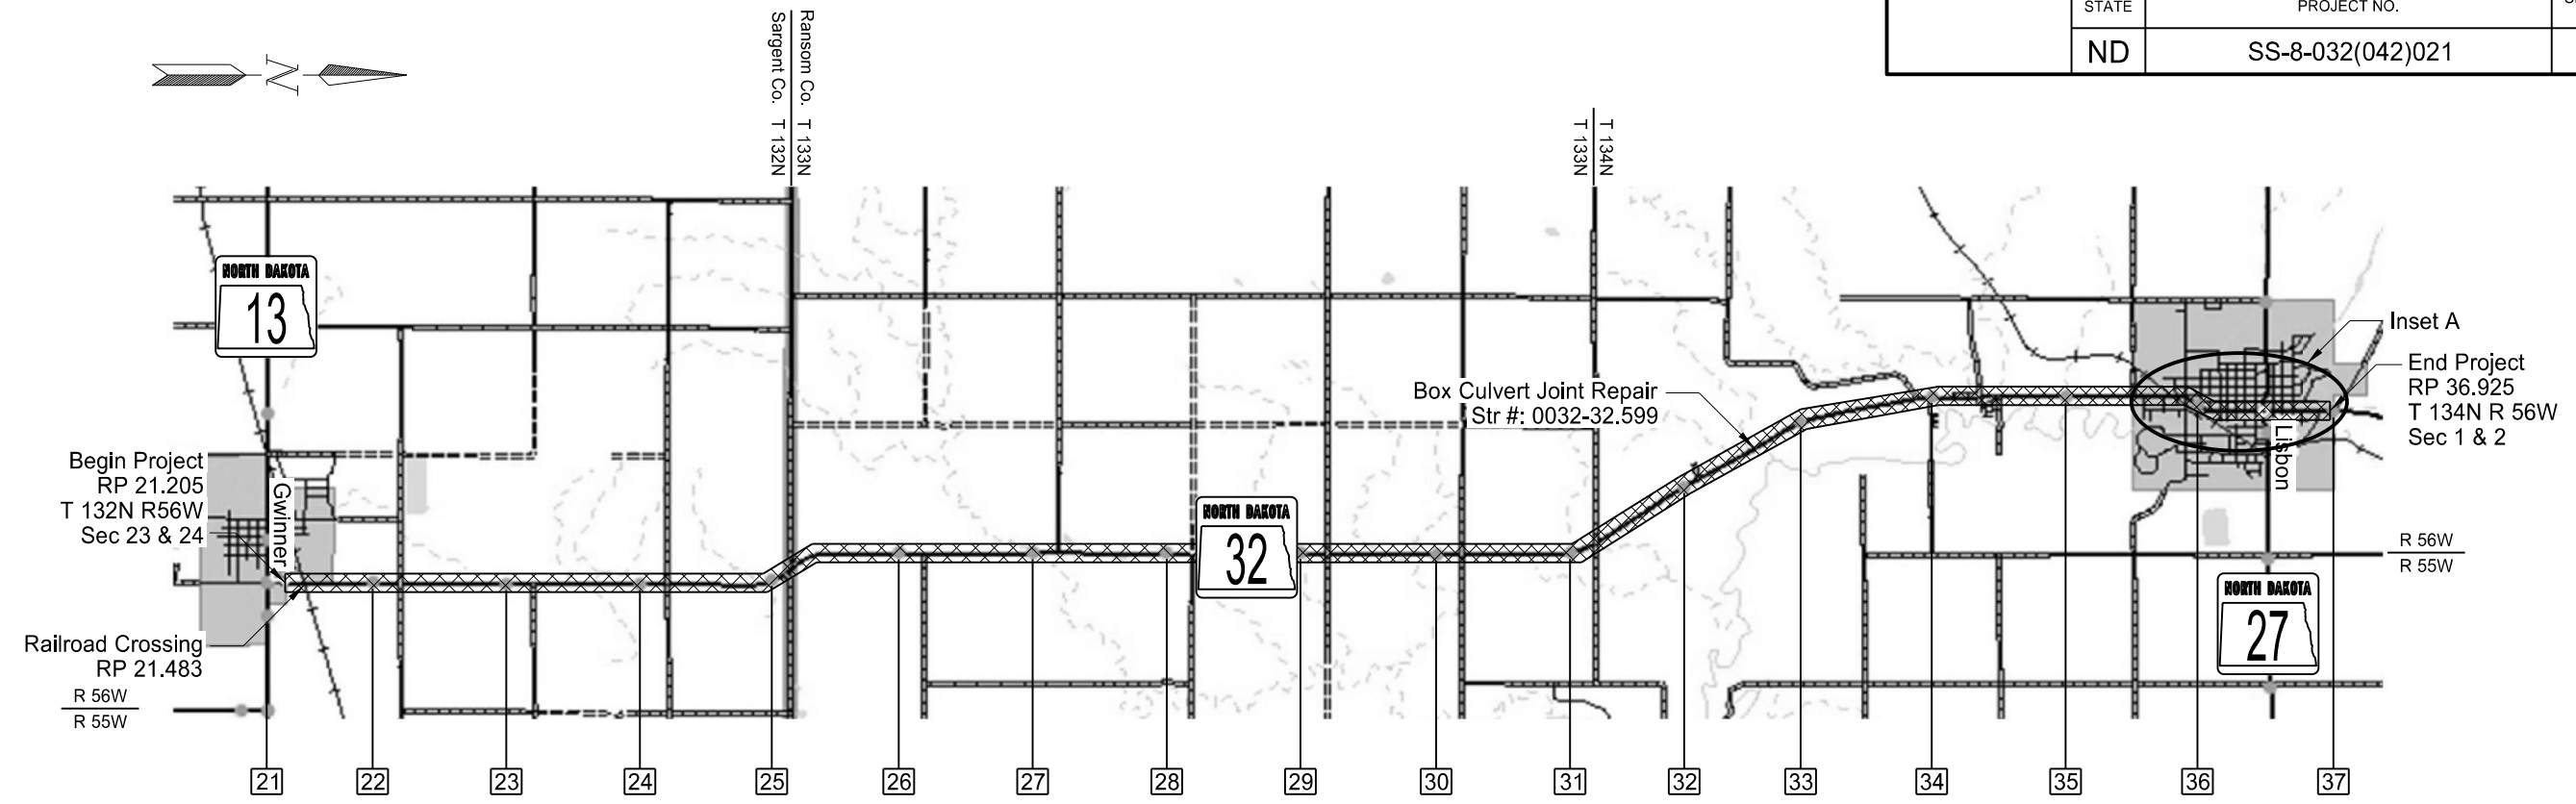 STATE
PROJECT NO.
ND
SS-8-032(042)021
N
Ransom Co. T 133N
Sargent Co. T 132N
T 134N
T 133N
NORTH DAKOTA
13
Inset A
End Project
RP 36.925
T 134N R 56W
Sec 1 & 2
Box Culvert Joint Repair
Str #: 0032-32.599
Begin Project
RP 21.205
T 132N R56W
Sec 23 & 24
Gwinner
Lisbon
NORTH DAKOTA
32
R 56W
R 55W
NORTH DAKOTA
27
Railroad Crossing
RP 21.483
R 56W
R 55W
21 22 23 24 25 26 27 28 29 30 31 32 33 34 35 36 37